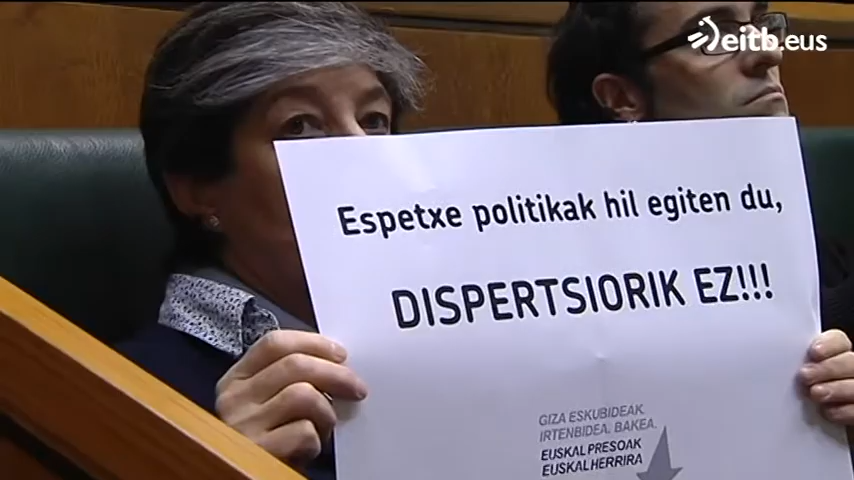 eitb.eus
Espetxe politikak hil egiten du,
DISPERTSIORIK EZ!!!
GIZA ESKUBIDEAK.
IRTENBIDEA. BAKEA.
EUSKAL PRESOAK
EUSKAL HERRIRA